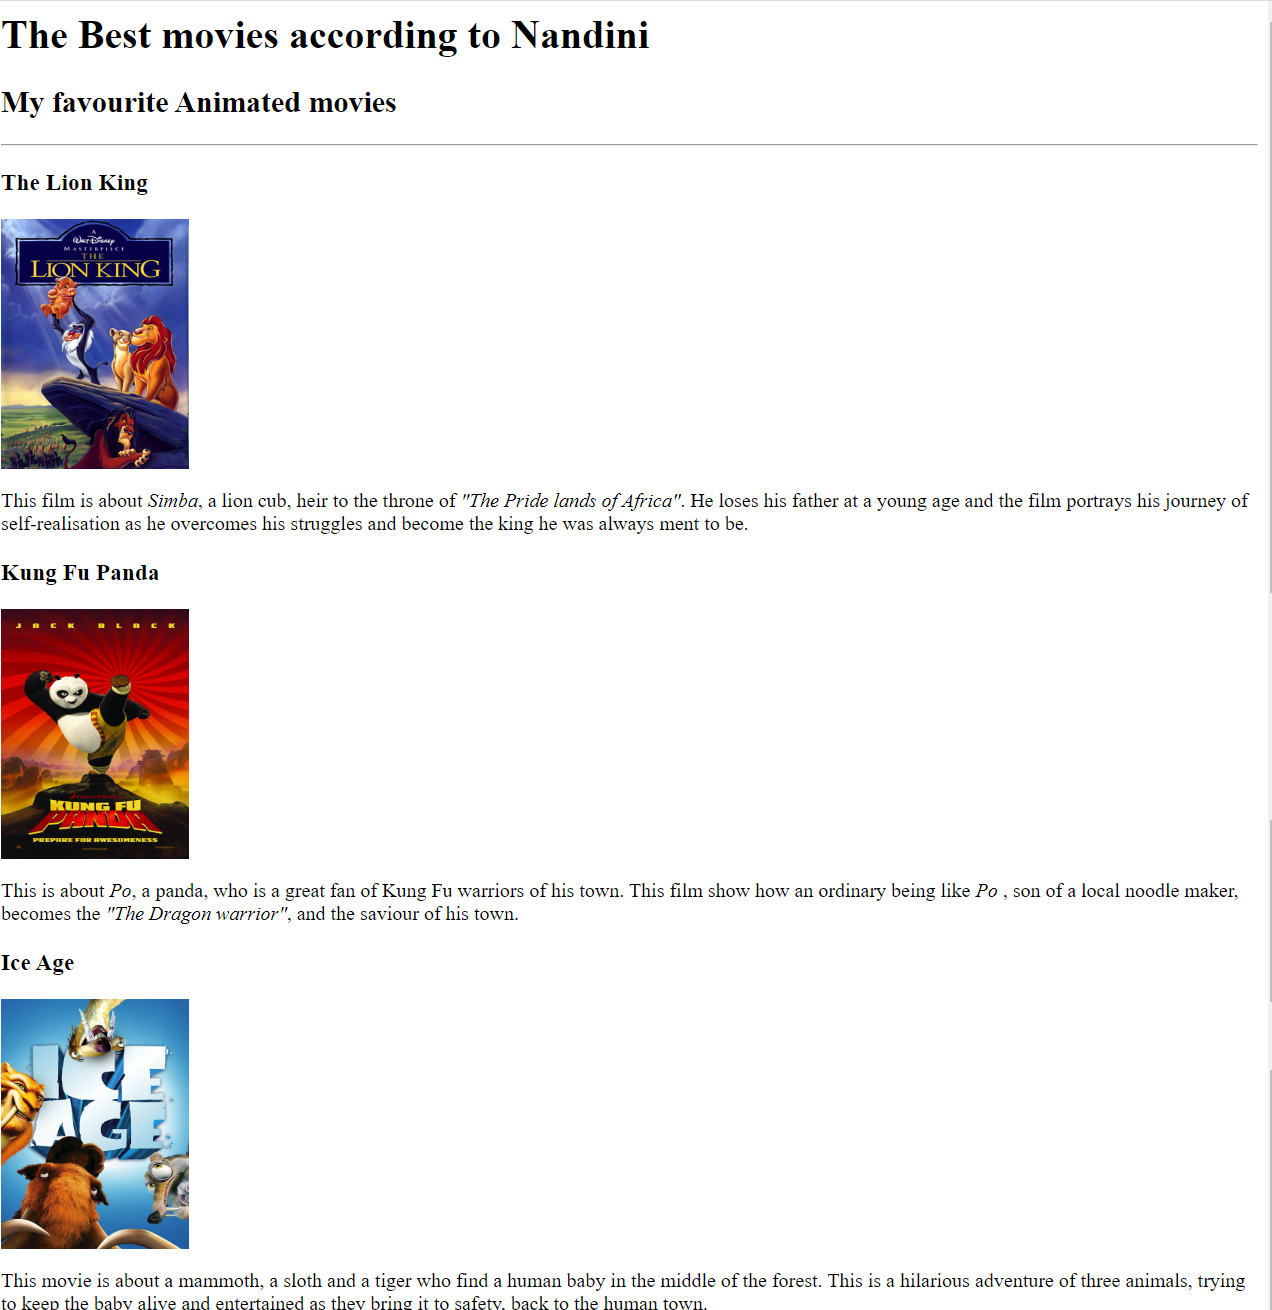 The Best movies according to Nandini
My favourite Animated movies
The Lion King
A
Walt Disney
MASTERPIECE
THE
LION KING
This film is about Simba, a lion cub, heir to the throne of "The Pride lands of Africa". He loses his father at a young age and the film portrays his journey of
self-realisation as he overcomes his struggles and become the king he was always ment to be.
Kung Fu Panda
JACK BLACK
KUNG FU
PANDA
PREPARE FOR AWESOMENESS
This is about Po, a panda, who is a great fan of Kung Fu warriors of his town. This film show how an ordinary being like Po , son of a local noodle maker,
becomes the "The Dragon warrior", and the saviour of his town.
Ice Age
ICE
AGE
This movie is about a mammoth, a sloth and a tiger who find a human baby in the middle of the forest. This is a hilarious adventure of three animals, trying
to keep the baby alive and entertained as they bring it to safety, back to the human town.